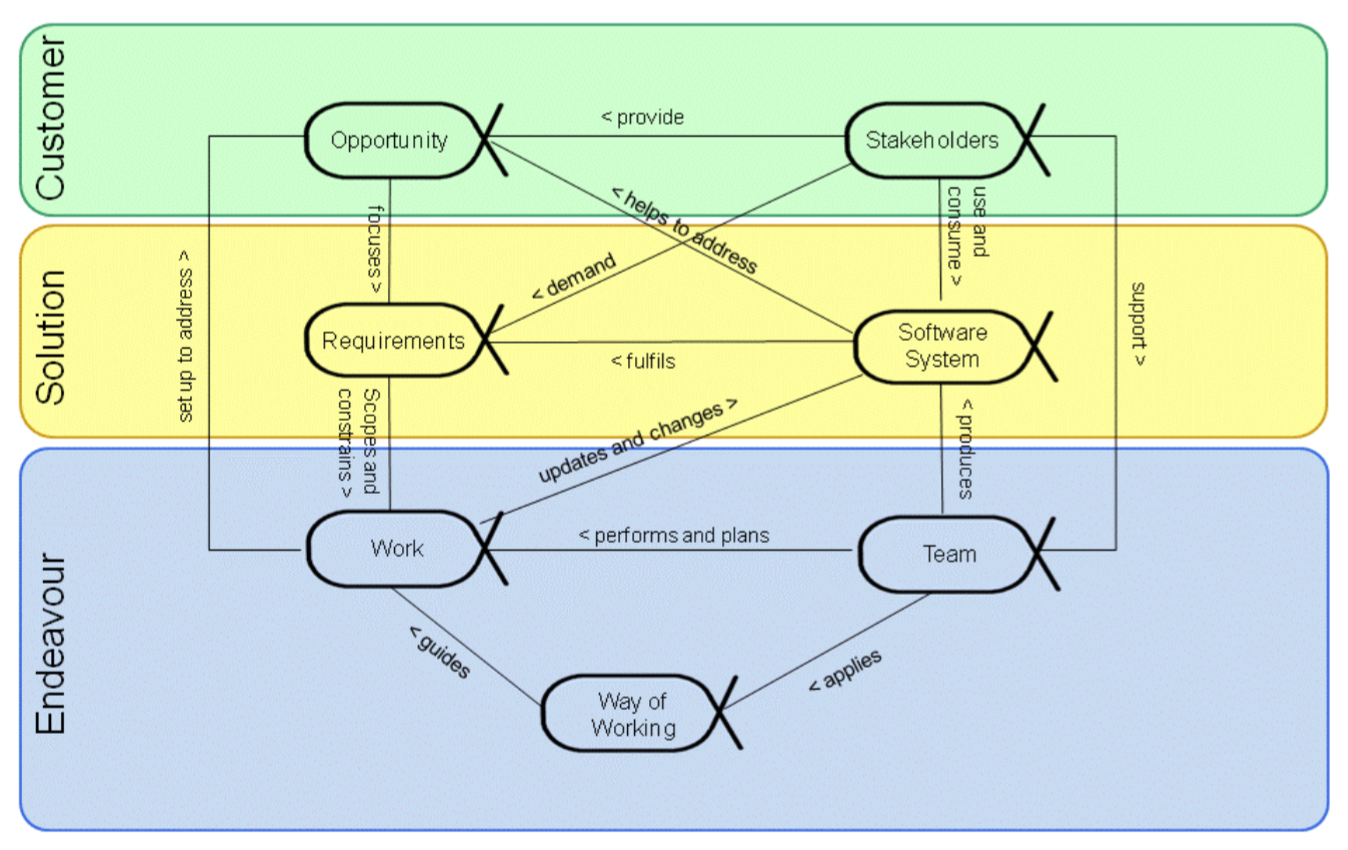 Customer
Opportunity
< provide
Stakeholders
focuses >
< helps to address
use and
consume >
< demand
Solution
set up to address >
support >
Requirements
< fulfils
Software
System
Scopes and
constrains >
updates and changes >
< produces
Endeavour
Work
< performs and plans
Team
< guides
< applies
Way of
Working